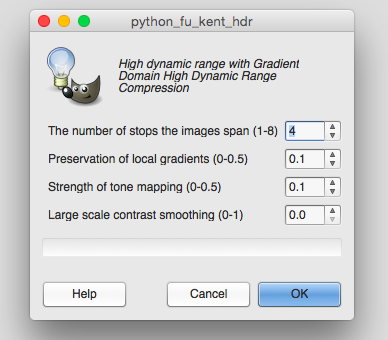 python_fu_kent_hdr
High dynamic range with Gradient
Domain High Dynamic Range
Compression
The number of stops the images span (1-8) 4
Preservation of local gradients (0-0.5) 0.1
Strength of tone mapping (0-0.5) 0.1
Large scale contrast smoothing (0-1) 0.0
Help Cancel OK